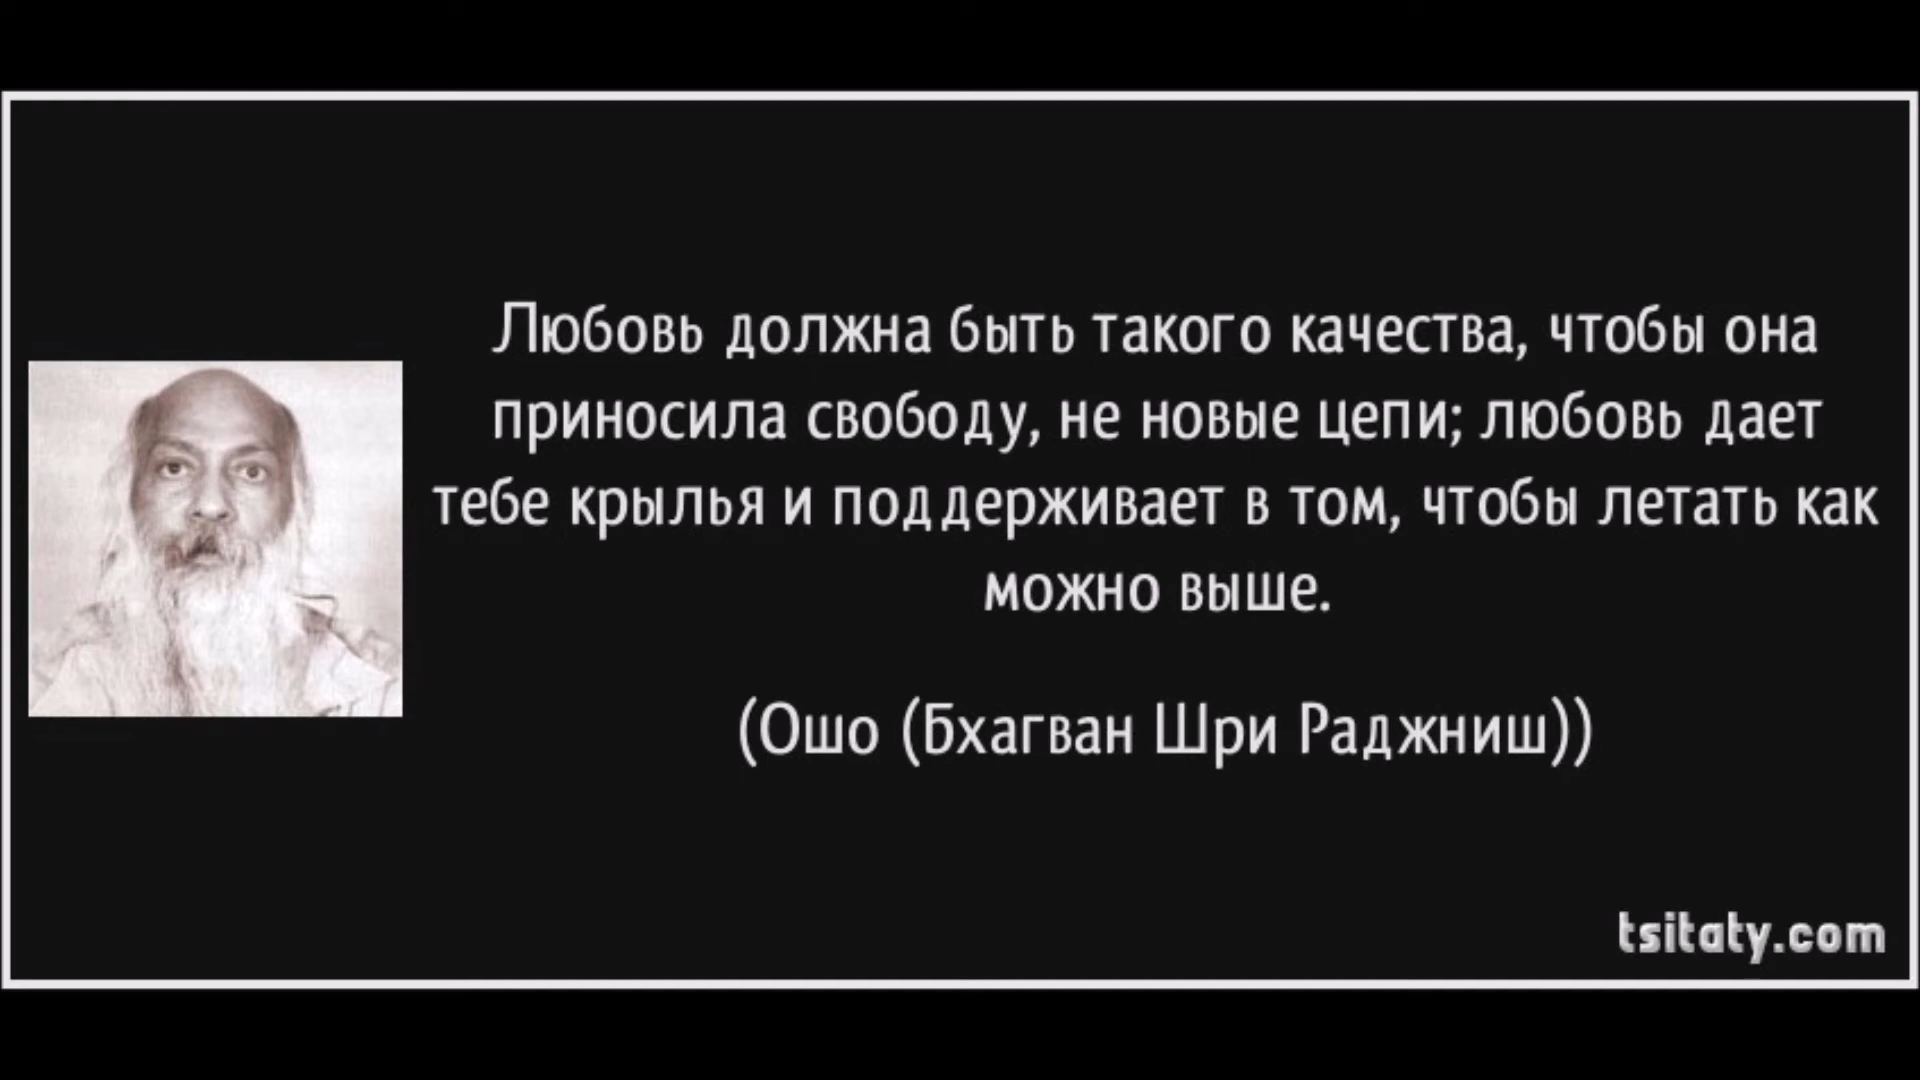 Любовь должна быть такого качества, чтобы она
приносила свободу, не новые цепи; любовь дает
тебе крылья и поддерживает в том, чтобы летать как
можно выше.
(Ошо (Бхагван Шри Раджниш))
tsitaty.com